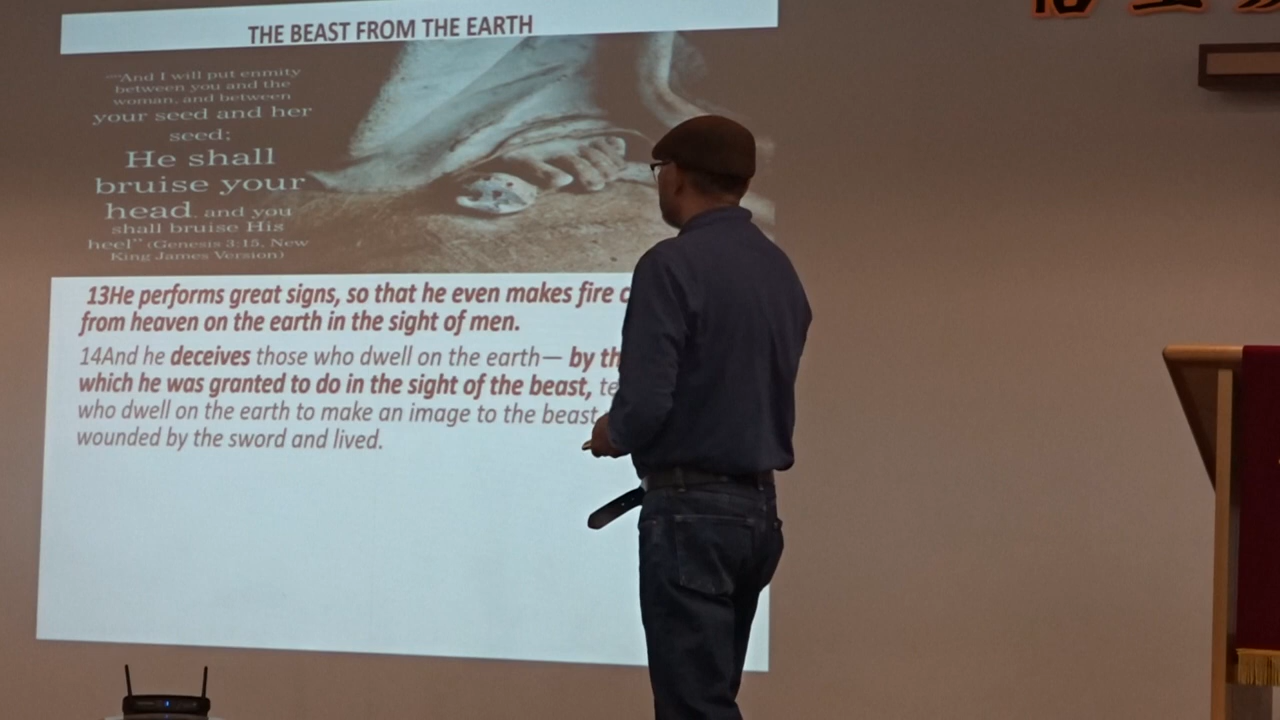 THE BEAST FROM THE EARTH
"And I will put enmity
between you and the
woman, and between
your seed and her
seed;
He shall
bruise your
head, and you
shall bruise His
heel" (Genesis 3:15, New
King James Version)
13He performs great signs, so that he even makes fire
from heaven on the earth in the sight of men.
14And he deceives those who dwell on the earth— by
which he was granted to do in the sight of the beast,
who dwell on the earth to make an image to the beast
wounded by the sword and lived.